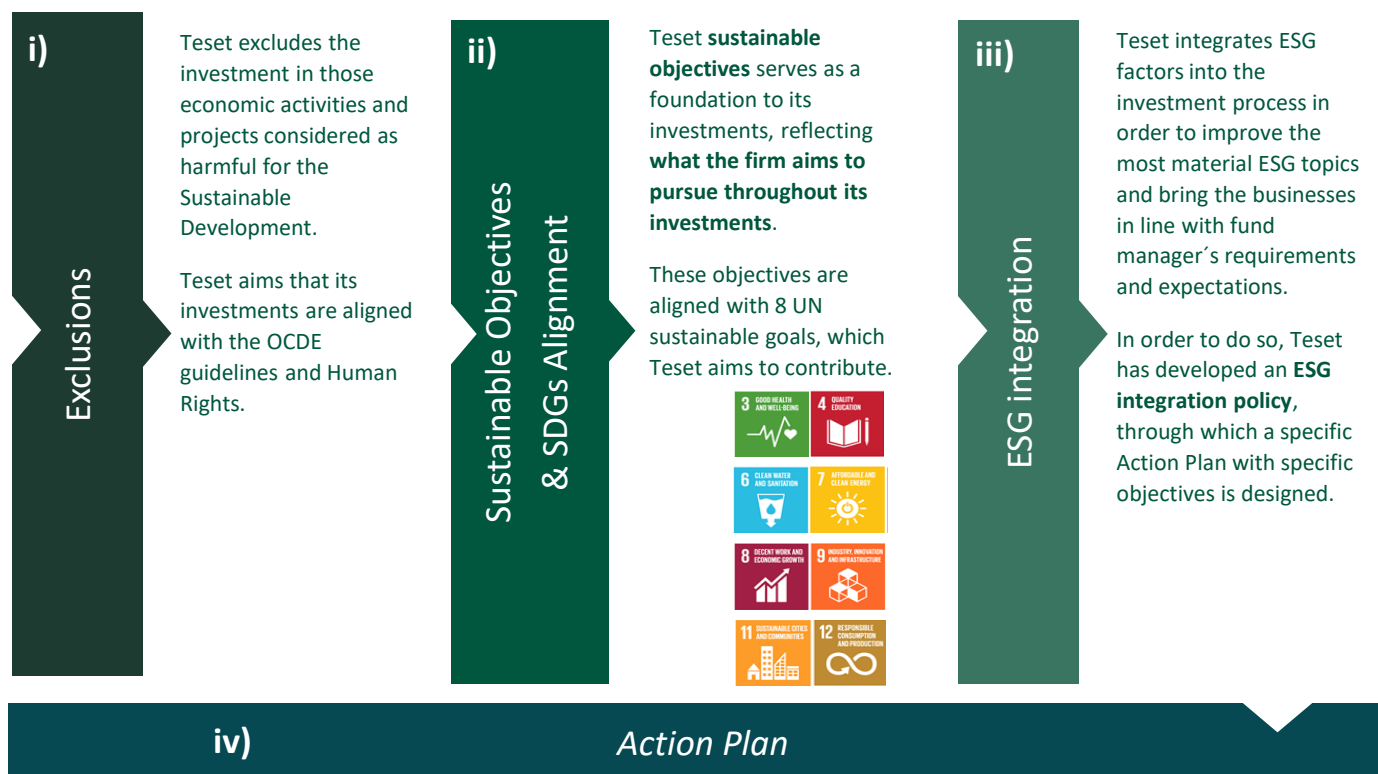 i)
Exclusions
Teset excludes the
investment in those
economic activities and
projects considered as
harmful for the
Sustainable
Development.
Teset aims that its
investments are aligned
with the OCDE
guidelines and Human
Rights.
ii)
Sustainable Objectives
& SDGs Alignment
Teset sustainable
objectives serves as a
foundation to its
investments, reflecting
what the firm aims to
pursue throughout its
investments.
These objectives are
aligned with 8 UN
sustainable goals, which
Teset aims to contribute.
3 GOOD HEALTH
AND WELL-BEING
4 QUALITY
EDUCATION
6 CLEAN WATER
AND SANITATION
7 AFFORDABLE AND
CLEAN ENERGY
8 DECENT WORK AND
ECONOMIC GROWTH
9 INDUSTRY, INNOVATION
AND INFRASTRUCTURE
11 SUSTAINABLE CITIES
AND COMMUNITIES
12 RESPONSIBLE
CONSUMPTION
AND PRODUCTION
iii)
ESG integration
Teset integrates ESG
factors into the
investment process in
order to improve the
most material ESG topics
and bring the businesses
in line with fund
manager´s requirements
and expectations.
In order to do so, Teset
has developed an ESG
integration policy,
through which a specific
Action Plan with specific
objectives is designed.
iv)
Action Plan